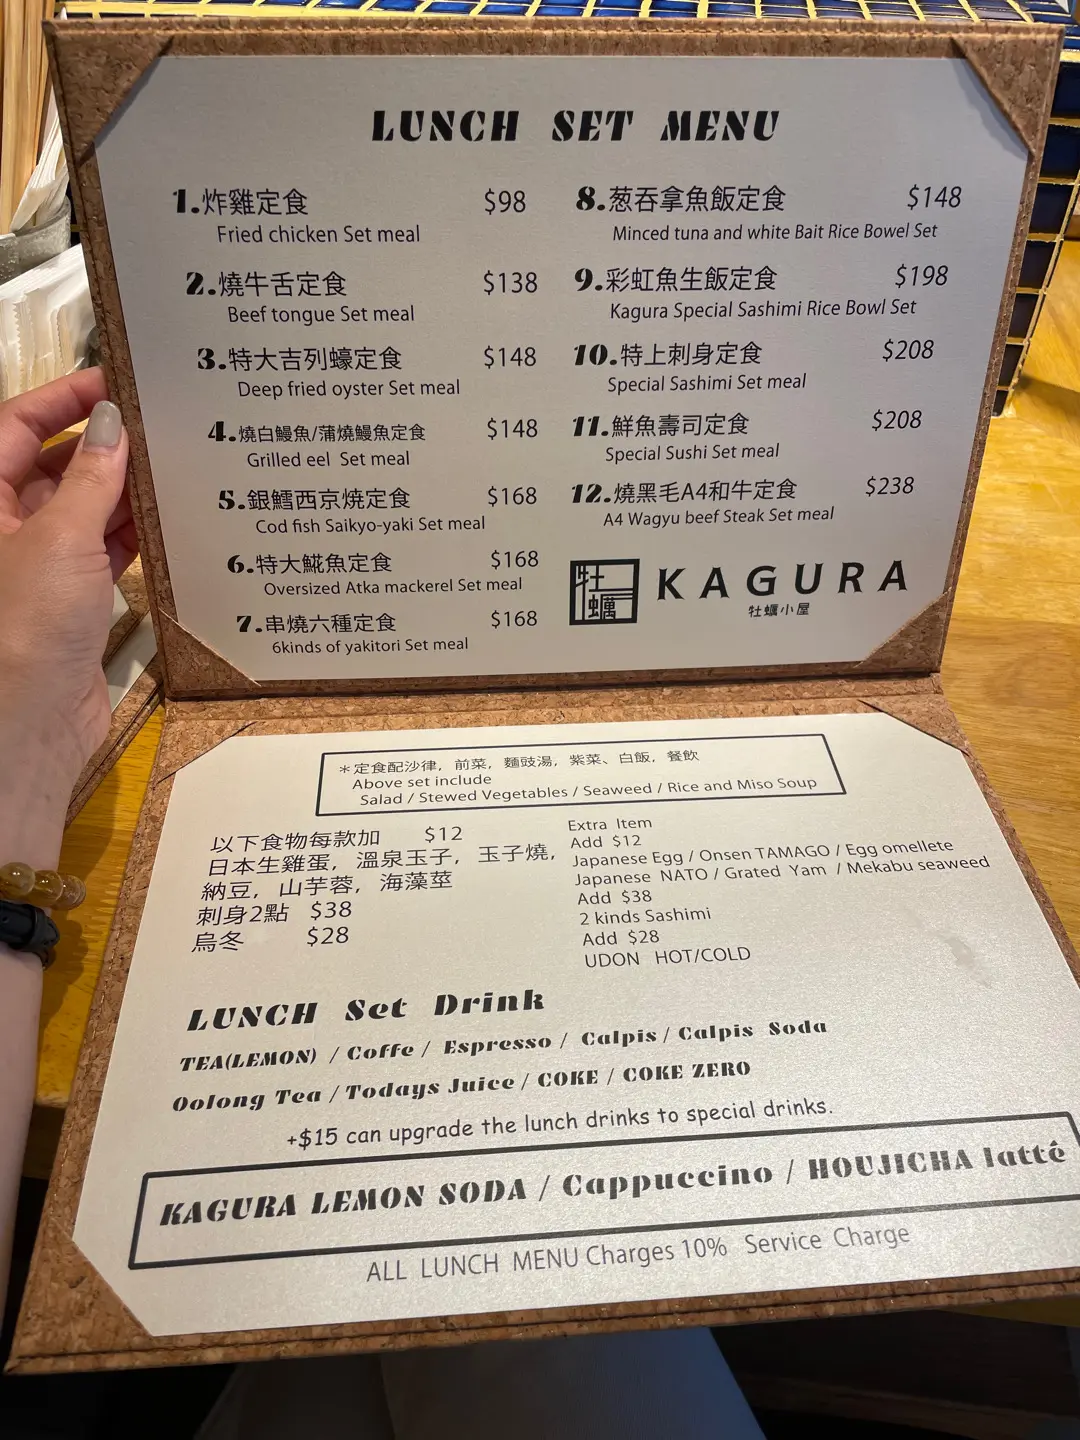 LUNCH SET MENU
1.炸雞定食 $98
Fried chicken Set meal
2.燒牛舌定食 $138
Beef tongue Set meal
3.特大吉列蠔定食 $148
Deep fried oyster Set meal
4.燒白鰻魚/蒲燒鰻魚定食 $148
Grilled eel Set meal
5.銀鱈西京焼定食 $168
Cod fish Saikyo-yaki Set meal
6.特大𩸽魚定食 $168
Oversized Atka mackerel Set meal
7.串燒六種定食 $168
6kinds of yakitori Set meal
8.葱吞拿魚飯定食 $148
Minced tuna and white Bait Rice Bowel Set
9.彩虹魚生飯定食 $198
Kagura Special Sashimi Rice Bowl Set
10.特上刺身定食 $208
Special Sashimi Set meal
11.鮮魚壽司定食 $208
Special Sushi Set meal
12.燒黑毛A4和牛定食 $238
A4 Wagyu beef Steak Set meal
牡蠣 KAGURA
牡蠣小屋
＊定食配沙律，前菜，麵豉湯，紫菜、白飯，餐飲
Above set include
Salad / Stewed Vegetables / Seaweed / Rice and Miso Soup
以下食物每款加 $12
日本生雞蛋，溫泉玉子，玉子燒，
納豆，山芋蓉，海藻莖
刺身2點 $38
烏冬 $28
Extra Item
Add $12
Japanese Egg / Onsen TAMAGO / Egg omellete
Japanese NATO / Grated Yam / Mekabu seaweed
Add $38
2 kinds Sashimi
Add $28
UDON HOT/COLD
LUNCH Set Drink
TEA(LEMON) / Coffe / Espresso / Calpis / Calpis Soda
Oolong Tea / Todays Juice / COKE / COKE ZERO
+$15 can upgrade the lunch drinks to special drinks.
KAGURA LEMON SODA / Cappuccino / HOUJICHA latté
ALL LUNCH MENU Charges 10% Service Charge